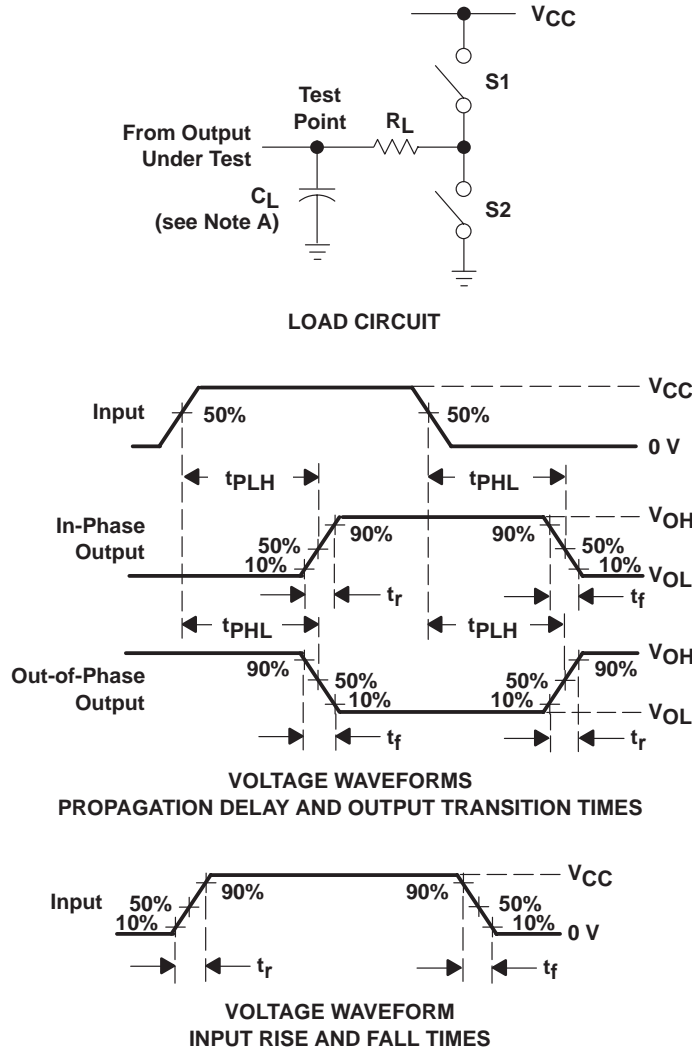 VCC
S1
Test
Point
RL
From Output
Under Test
CL
(see Note A)
S2
LOAD CIRCUIT
Input
50%
50%
VCC
0 V
tPLH
tPHL
In-Phase
Output
50%
10%
90%
90%
50%
10%
VOH
VOL
tr
tf
tPHL
tPLH
Out-of-Phase
Output
90%
50%
10%
50%
10%
90%
VOH
VOL
tf
tr
VOLTAGE WAVEFORMS
PROPAGATION DELAY AND OUTPUT TRANSITION TIMES
Input
50%
10%
90%
90%
50%
10%
VCC
0 V
tr
tf
VOLTAGE WAVEFORM
INPUT RISE AND FALL TIMES